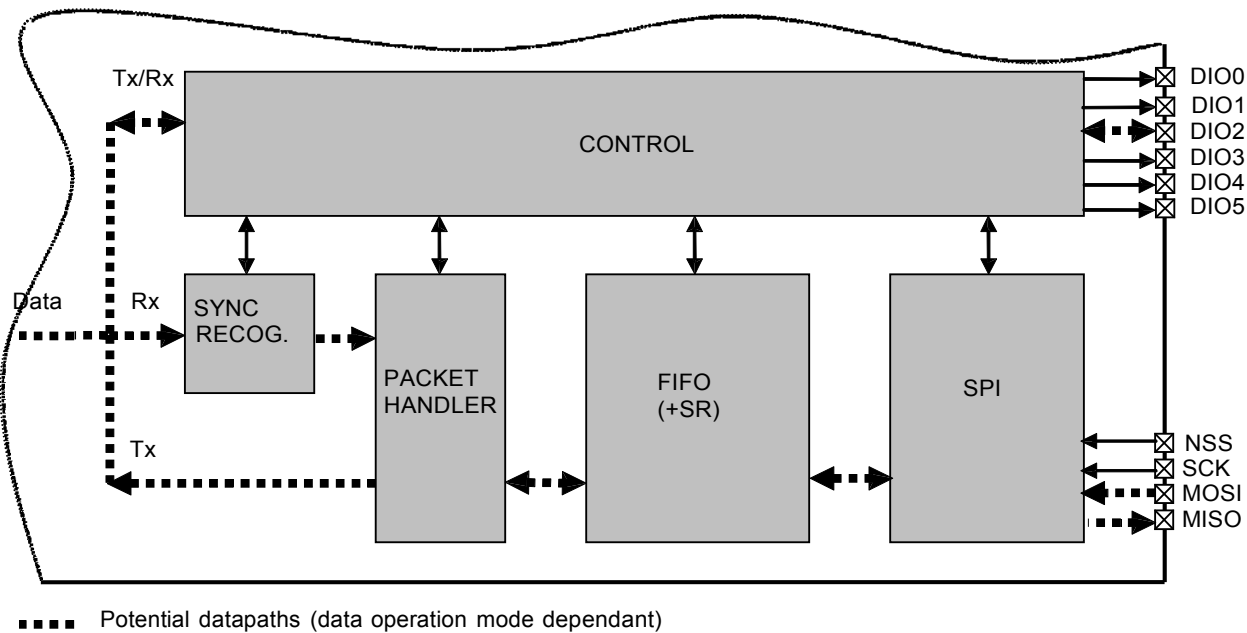 Tx/Rx
CONTROL
DIO0
DIO1
DIO2
DIO3
DIO4
DIO5
Data
Rx
SYNC
RECOG.
PACKET
HANDLER
FIFO
(+SR)
SPI
Tx
NSS
SCK
MOSI
MISO
Potential datapaths (data operation mode dependant)